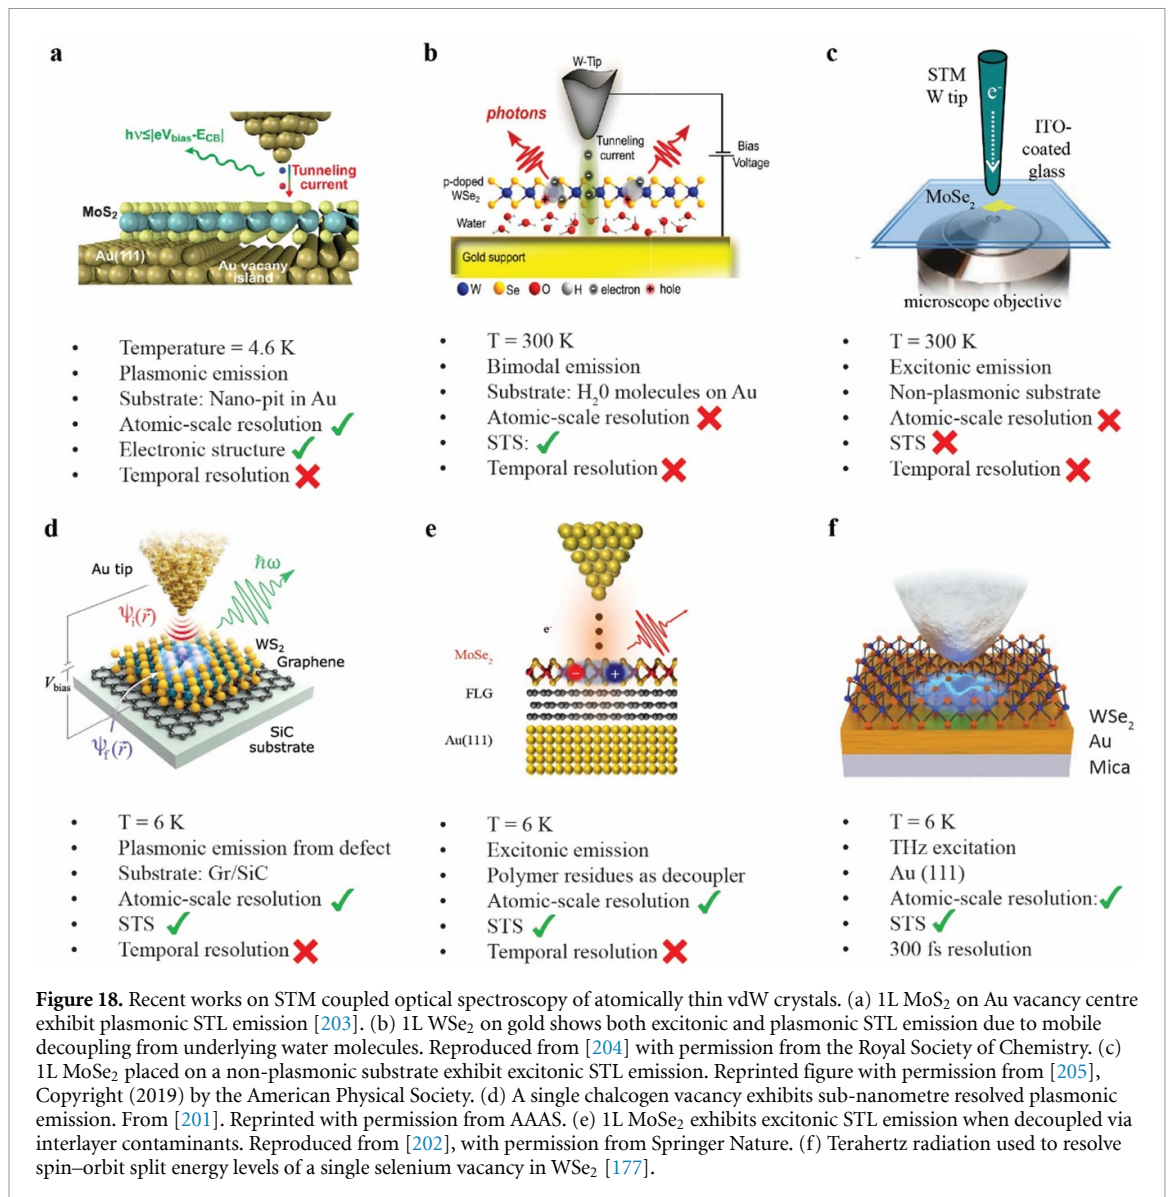 a
hν≤|eVbias-ECB|
Tunneling
current
MoS2
Au(111)
Au vacany
island
• Temperature = 4.6 K
• Plasmonic emission
• Substrate: Nano-pit in Au
• Atomic-scale resolution ✓
• Electronic structure ✓
• Temporal resolution ✗
b
W-Tip
photons
Tunneling
current
Bias
Voltage
p-doped
WSe2
Water
Gold support
W Se O H electron hole
• T = 300 K
• Bimodal emission
• Substrate: H20 molecules on Au
• Atomic-scale resolution ✗
• STS: ✓
• Temporal resolution ✗
c
STM
W tip
e-
ITO-
coated
glass
MoSe2
microscope objective
• T = 300 K
• Excitonic emission
• Non-plasmonic substrate
• Atomic-scale resolution ✗
• STS ✗
• Temporal resolution ✗
d
Au tip
ħω
Ψi(r⃗)
WS2
Graphene
Vbias
SiC
substrate
Ψf(r⃗)
• T = 6 K
• Plasmonic emission from defect
• Substrate: Gr/SiC
• Atomic-scale resolution ✓
• STS ✓
• Temporal resolution ✗
e
e-
MoSe2
− +
FLG
Au(111)
• T = 6 K
• Excitonic emission
• Polymer residues as decoupler
• Atomic-scale resolution ✓
• STS ✓
• Temporal resolution ✗
f
WSe2
Au
Mica
• T = 6 K
• THz excitation
• Au (111)
• Atomic-scale resolution: ✓
• STS ✓
• 300 fs resolution
Figure 18. Recent works on STM coupled optical spectroscopy of atomically thin vdW crystals. (a) 1L MoS2 on Au vacancy centre
exhibit plasmonic STL emission [203]. (b) 1L WSe2 on gold shows both excitonic and plasmonic STL emission due to mobile
decoupling from underlying water molecules. Reproduced from [204] with permission from the Royal Society of Chemistry. (c)
1L MoSe2 placed on a non-plasmonic substrate exhibit excitonic STL emission. Reprinted figure with permission from [205],
Copyright (2019) by the American Physical Society. (d) A single chalcogen vacancy exhibits sub-nanometre resolved plasmonic
emission. From [201]. Reprinted with permission from AAAS. (e) 1L MoSe2 exhibits excitonic STL emission when decoupled via
interlayer contaminants. Reproduced from [202], with permission from Springer Nature. (f) Terahertz radiation used to resolve
spin–orbit split energy levels of a single selenium vacancy in WSe2 [177].